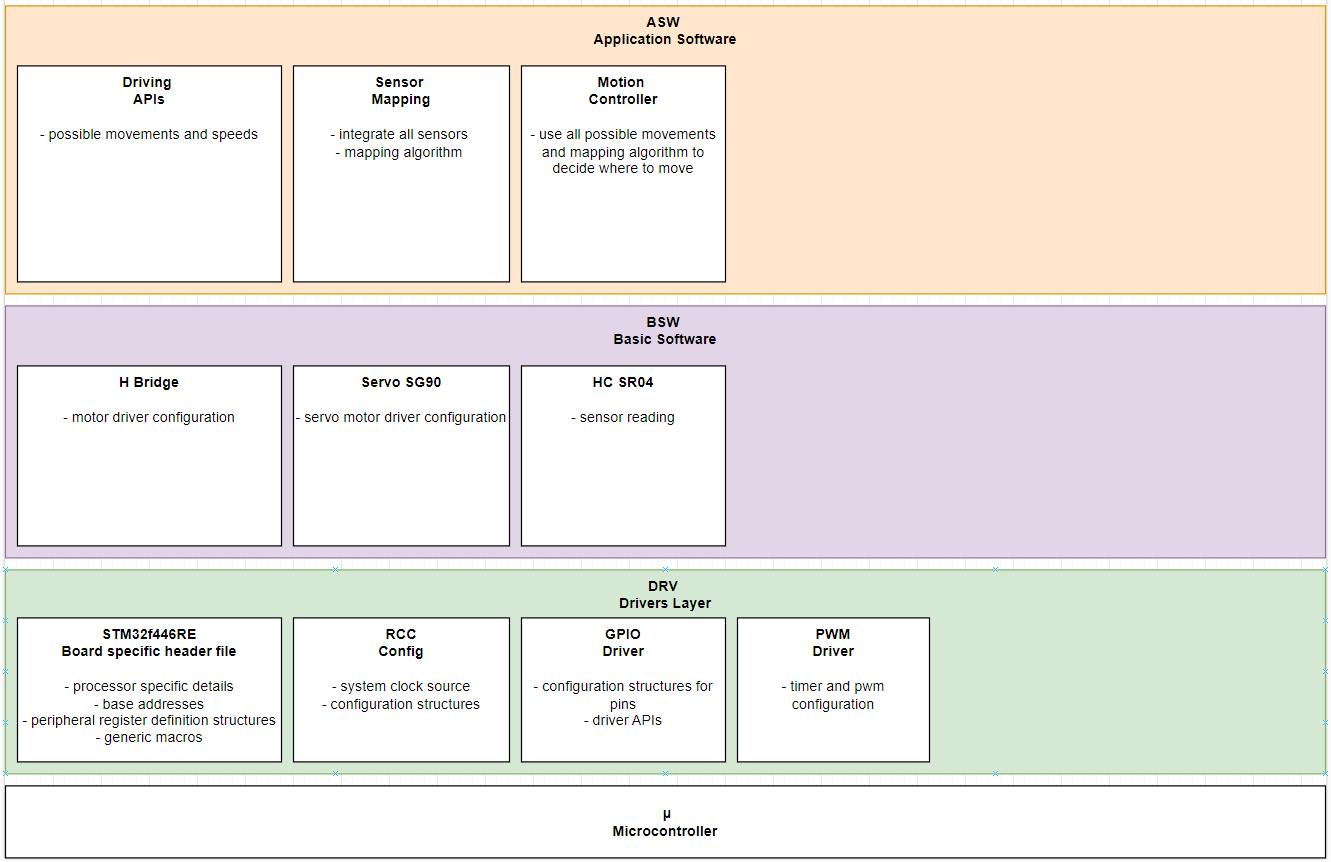 ASW
Application Software
Driving
APIs
- possible movements and speeds
Sensor
Mapping
- integrate all sensors
- mapping algorithm
Motion
Controller
- use all possible movements
and mapping algorithm to
decide where to move
BSW
Basic Software
H Bridge
- motor driver configuration
Servo SG90
- servo motor driver configuration
HC SR04
- sensor reading
DRV
Drivers Layer
STM32f446RE
Board specific header file
- processor specific details
- base addresses
- peripheral register definition structures
- generic macros
RCC
Config
- system clock source
- configuration structures
GPIO
Driver
- configuration structures for
pins
- driver APIs
PWM
Driver
- timer and pwm
configuration
µ
Microcontroller